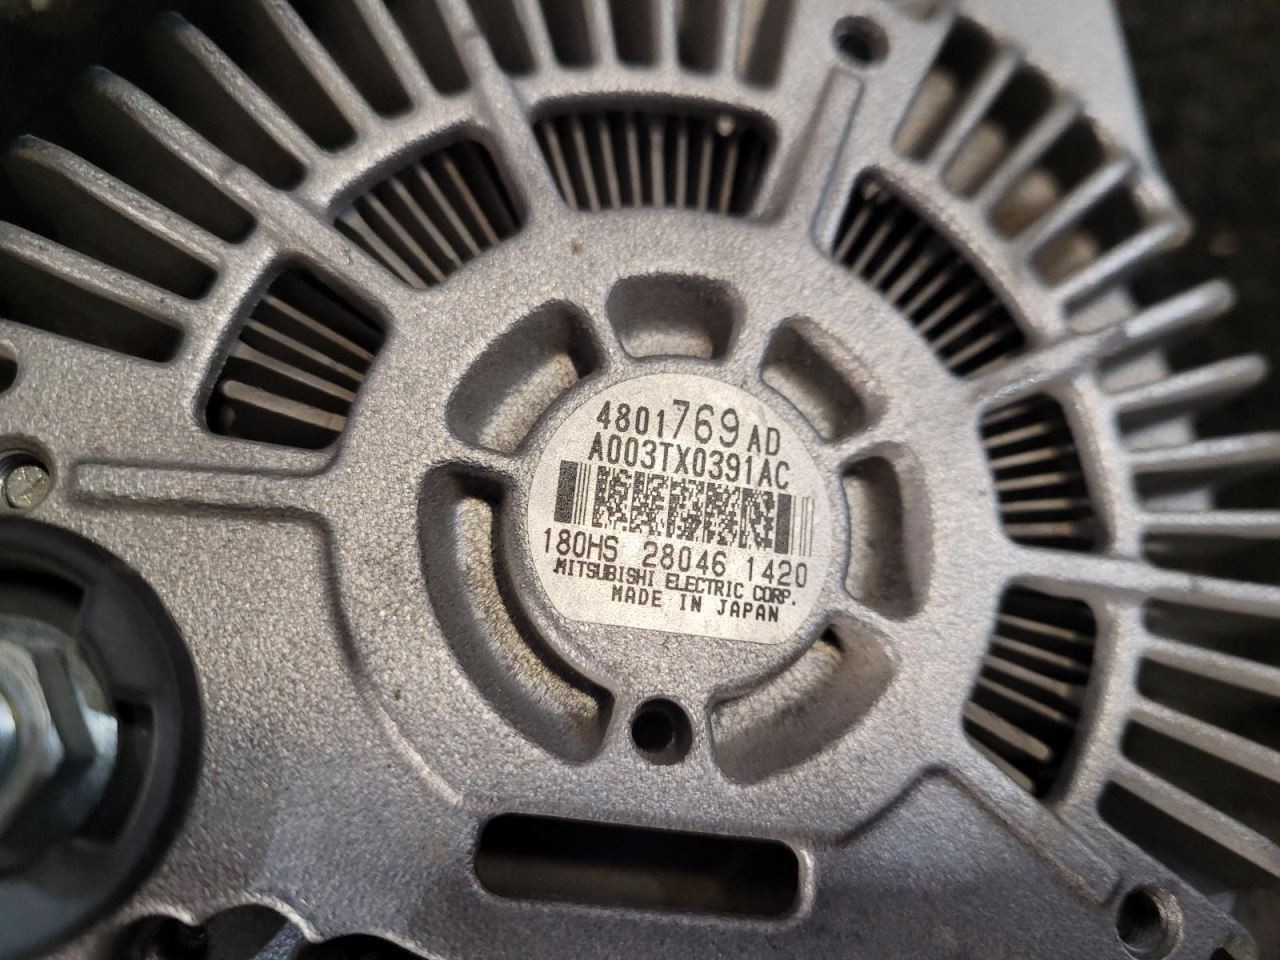 4801769AD
A003TX0391AC
180HS 28046 1420
MITSUBISHI ELECTRIC CORP.
MADE IN JAPAN